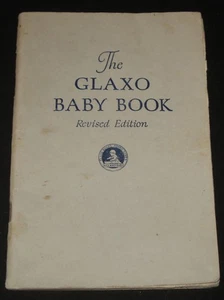 The
GLAXO
BABY BOOK
Revised Edition